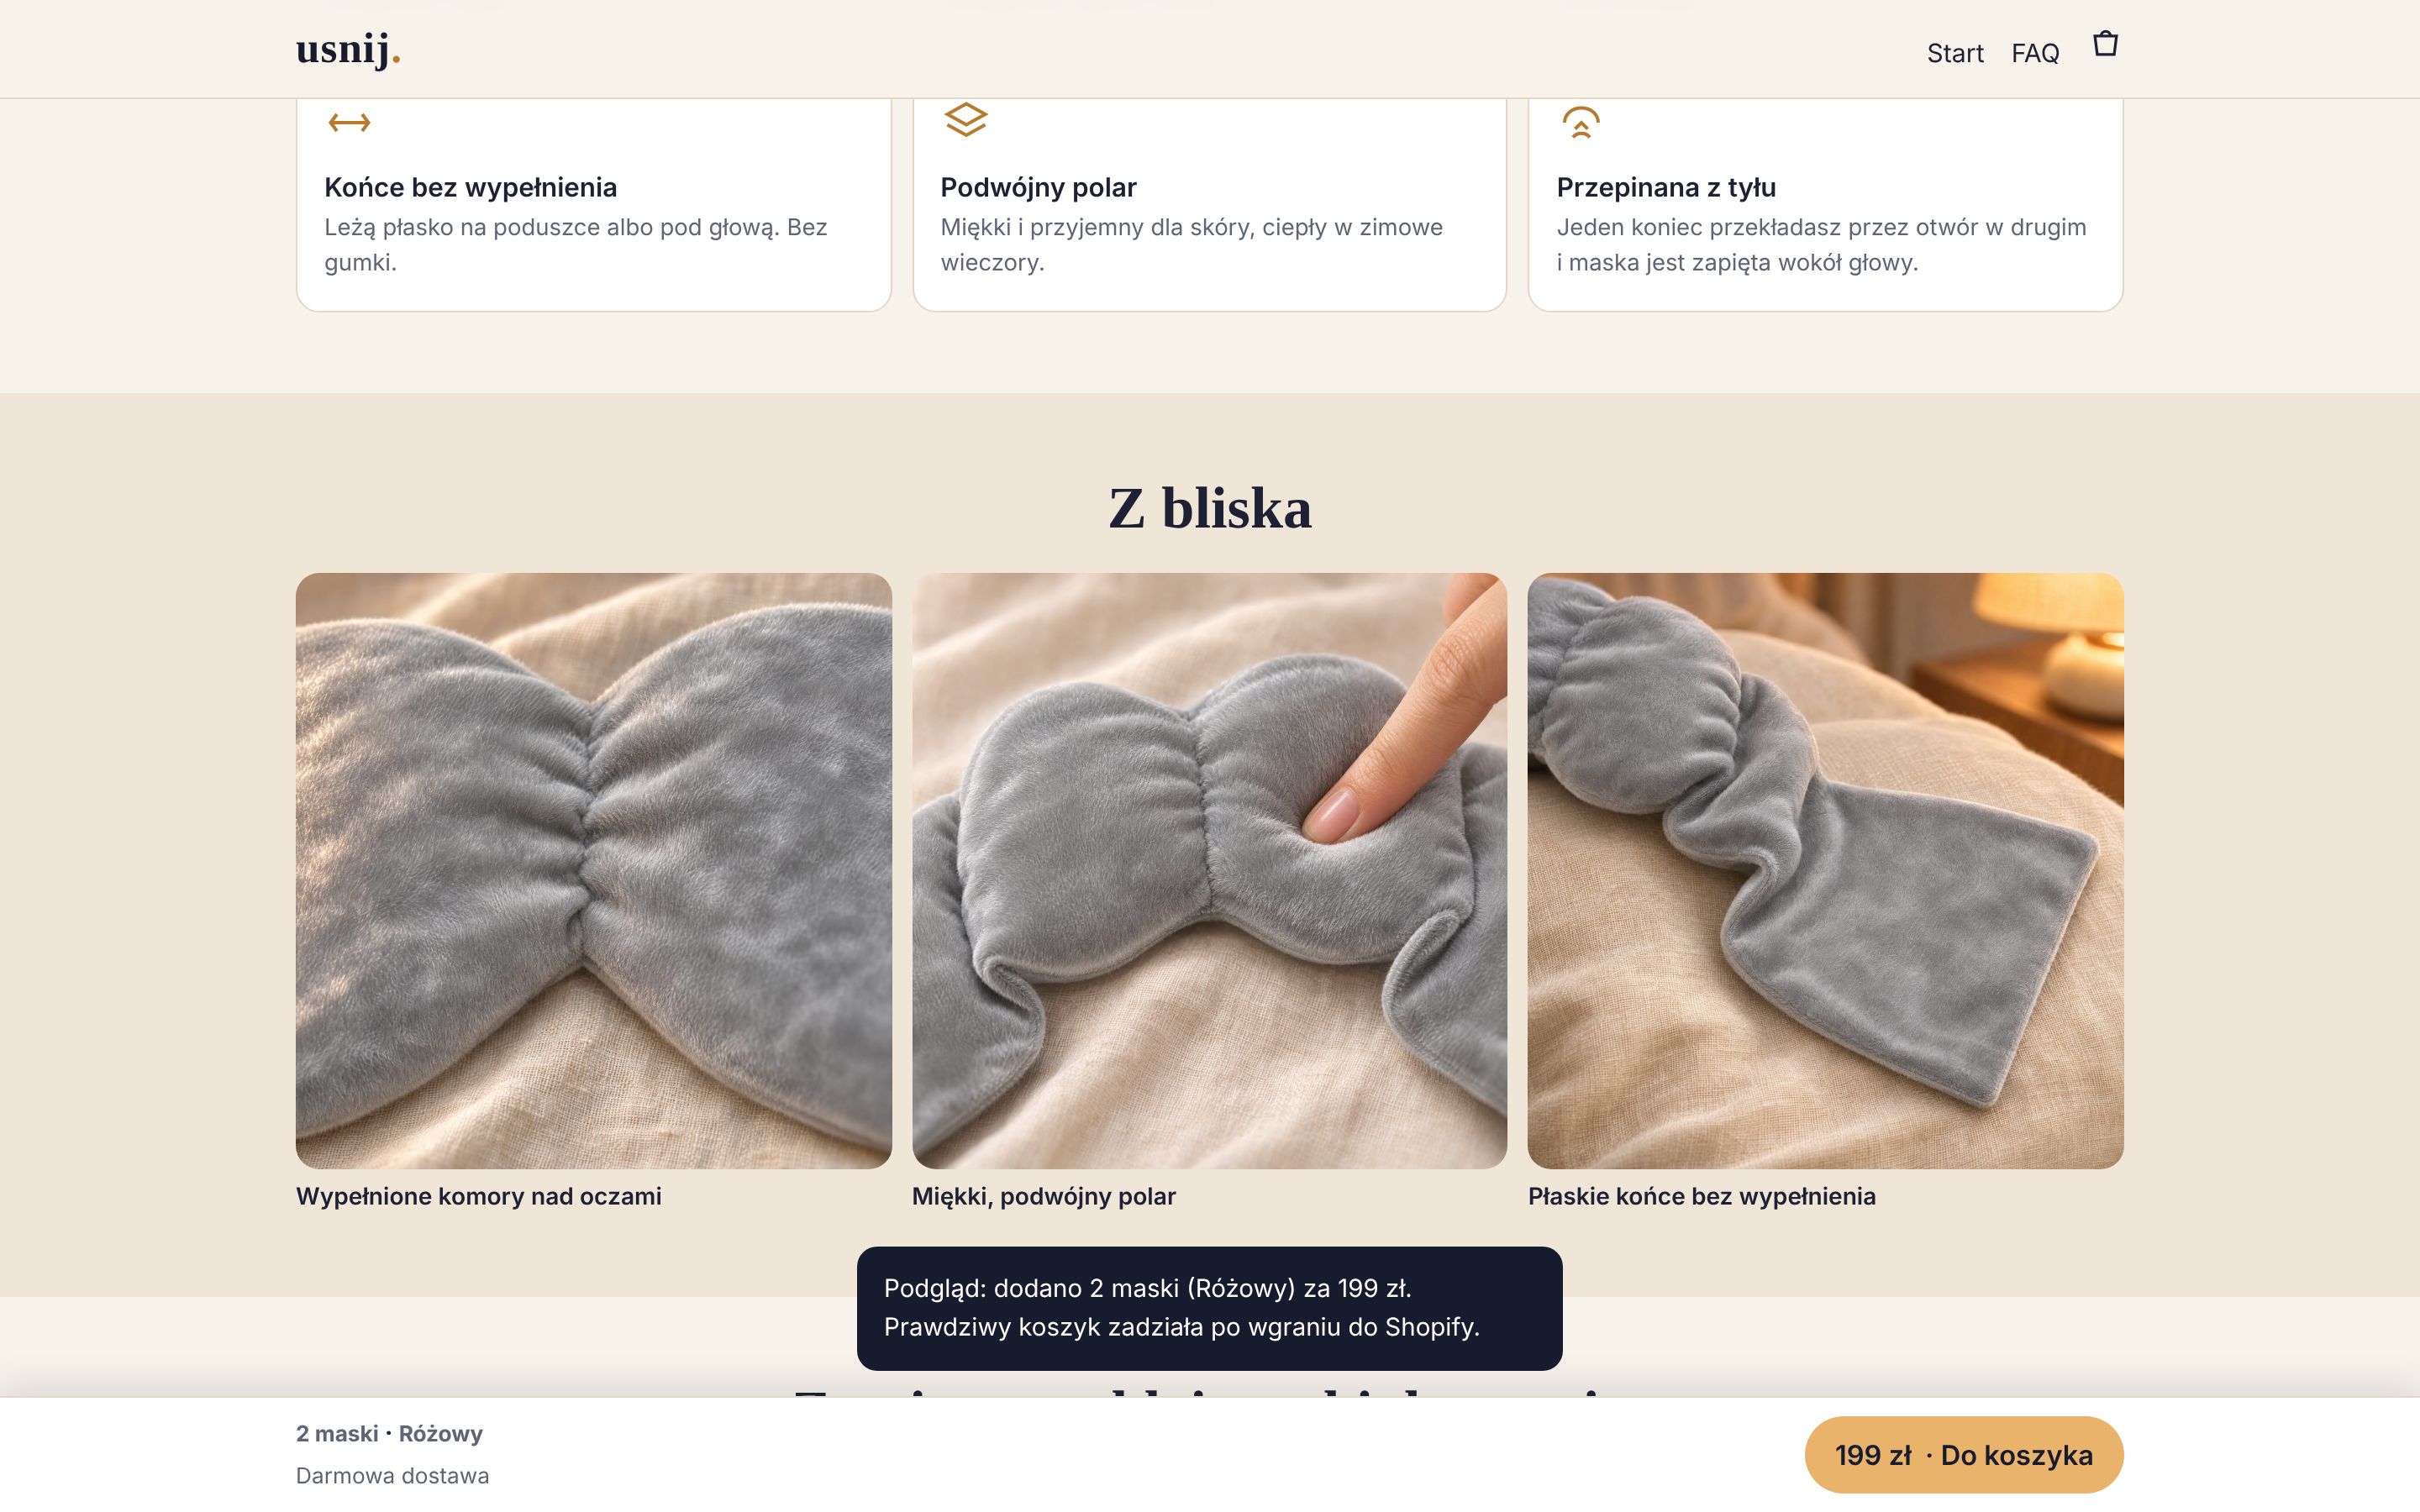 usnij.
Start FAQ
Końce bez wypełnienia
Leżą płasko na poduszce albo pod głową. Bez
gumki.
Podwójny polar
Miękki i przyjemny dla skóry, ciepły w zimowe
wieczory.
Przepinana z tyłu
Jeden koniec przekładasz przez otwór w drugim
i maska jest zapięta wokół głowy.
Z bliska
Wypełnione komory nad oczami
Miękki, podwójny polar
Płaskie końce bez wypełnienia
Podgląd: dodano 2 maski (Różowy) za 199 zł.
Prawdziwy koszyk zadziała po wgraniu do Shopify.
2 maski · Różowy
Darmowa dostawa
199 zł · Do koszyka